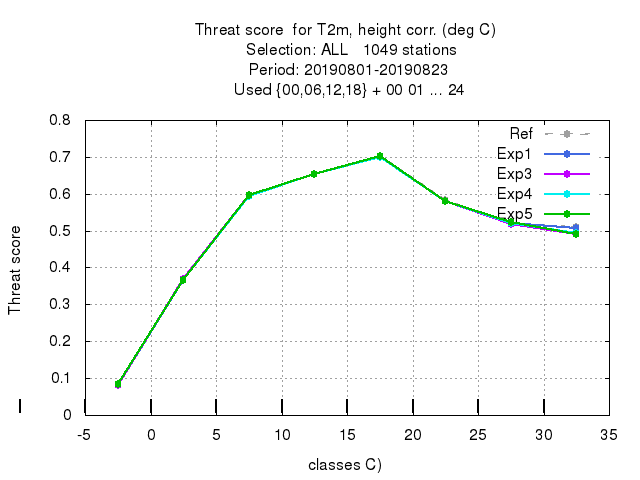 Threat score for T2m, height corr. (deg C)
Selection: ALL 1049 stations
Period: 20190801-20190823
Used {00,06,12,18} + 00 01 ... 24
0.8
0.7
0.6
0.5
0.4
0.3
0.2
0.1
0
Threat score
Ref
Exp1
Exp3
Exp4
Exp5
-5
0
5
10
15
20
25
30
35
classes C)